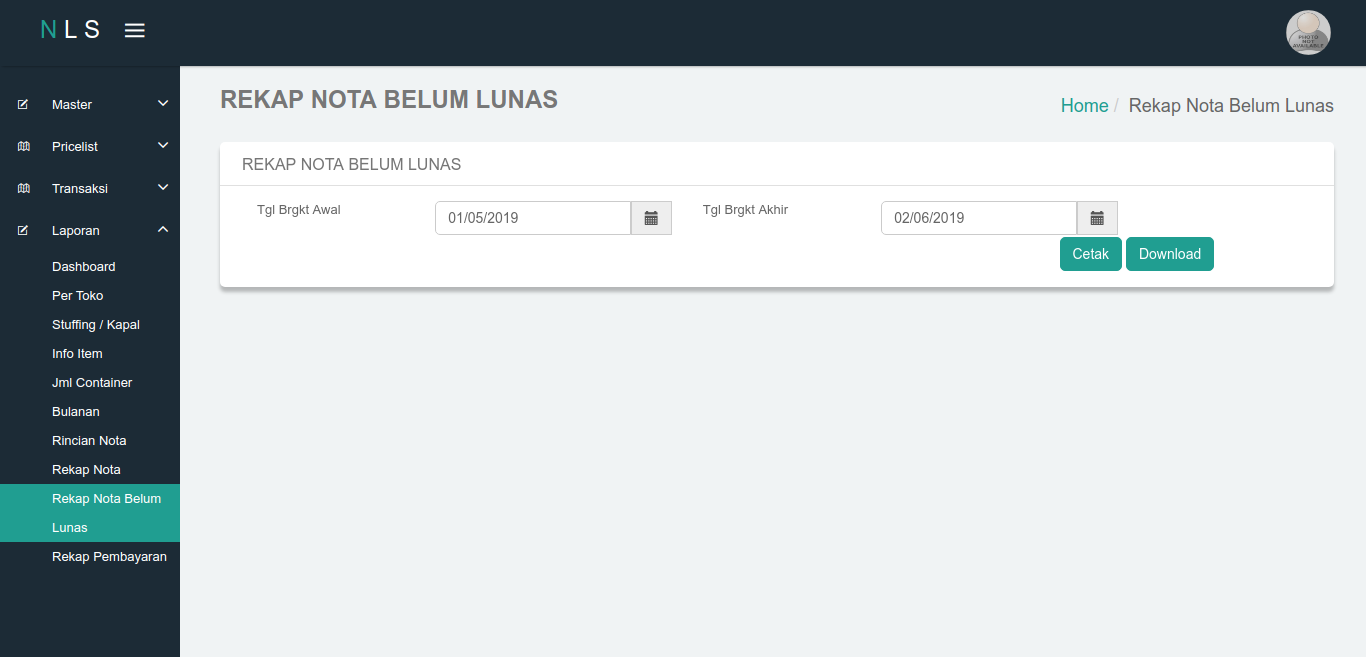 NLS
PHOTO
NOT
AVAILABLE
Master
Pricelist
Transaksi
Laporan
Dashboard
Per Toko
Stuffing / Kapal
Info Item
Jml Container
Bulanan
Rincian Nota
Rekap Nota
Rekap Nota Belum
Lunas
Rekap Pembayaran
REKAP NOTA BELUM LUNAS
Home / Rekap Nota Belum Lunas
REKAP NOTA BELUM LUNAS
Tgl Brgkt Awal 01/05/2019 Tgl Brgkt Akhir 02/06/2019
Cetak Download